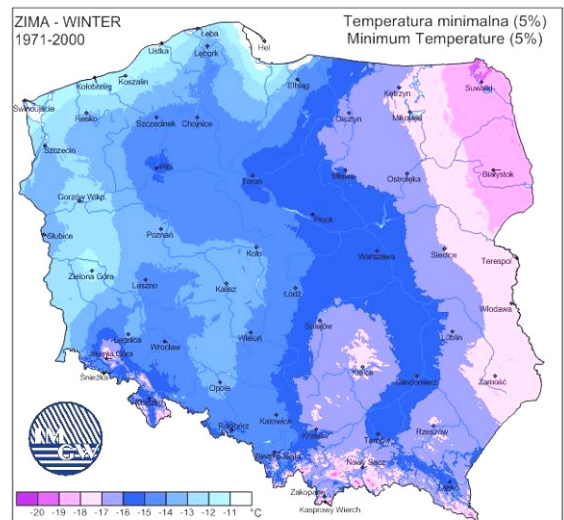 ZIMA - WINTER
1971-2000
Temperatura minimalna (5%)
Minimum Temperature (5%)
Łeba
Ustka
Lębork
Hel
Koszalin
Kołobrzeg
Świnoujście
Resko
Szczecinek
Chojnice
Elbląg
Kętrzyn
Suwałki
Olsztyn
Mikołajki
Szczecin
Piła
Toruń
Mława
Ostrołęka
Białystok
Gorzów Wlkp.
Płock
Słubice
Poznań
Koło
Warszawa
Siedlce
Terespol
Zielona Góra
Leszno
Kalisz
Łódź
Włodawa
Sulejów
Legnica
Wrocław
Wieluń
Lublin
Jelenia Góra
Śnieżka
Kielce
Sandomierz
Zamość
Opole
Kłodzko
Katowice
Racibórz
Kraków
Tarnów
Rzeszów
Bielsko-Biała
Nowy Sącz
Lesko
Zakopane
Kasprowy Wierch
IMGW
-20 -19 -18 -17 -16 -15 -14 -13 -12 -11 °C